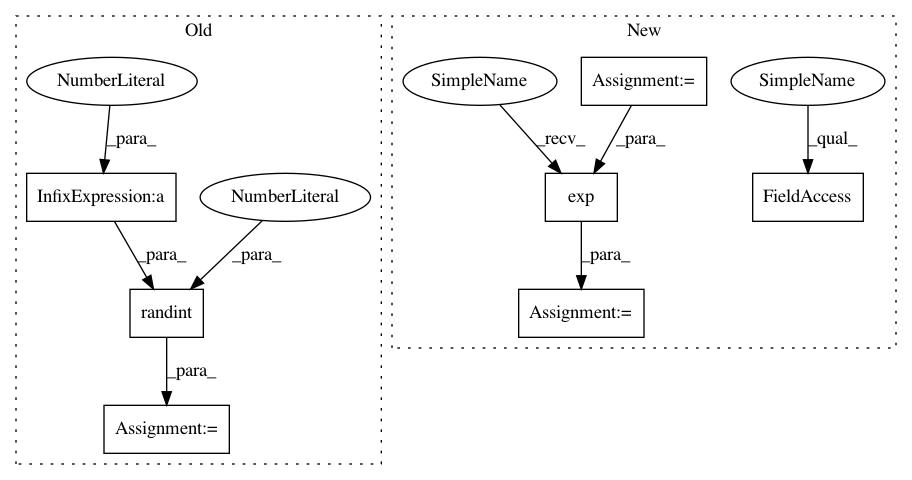 Old
New
NumberLiteral
SimpleName
Assignment:=
SimpleName
_para_
_recv_
_para_
_qual_
InfixExpression:a
NumberLiteral
exp
FieldAccess
_para_
_para_
_para_
randint
Assignment:=
_para_
Assignment:=